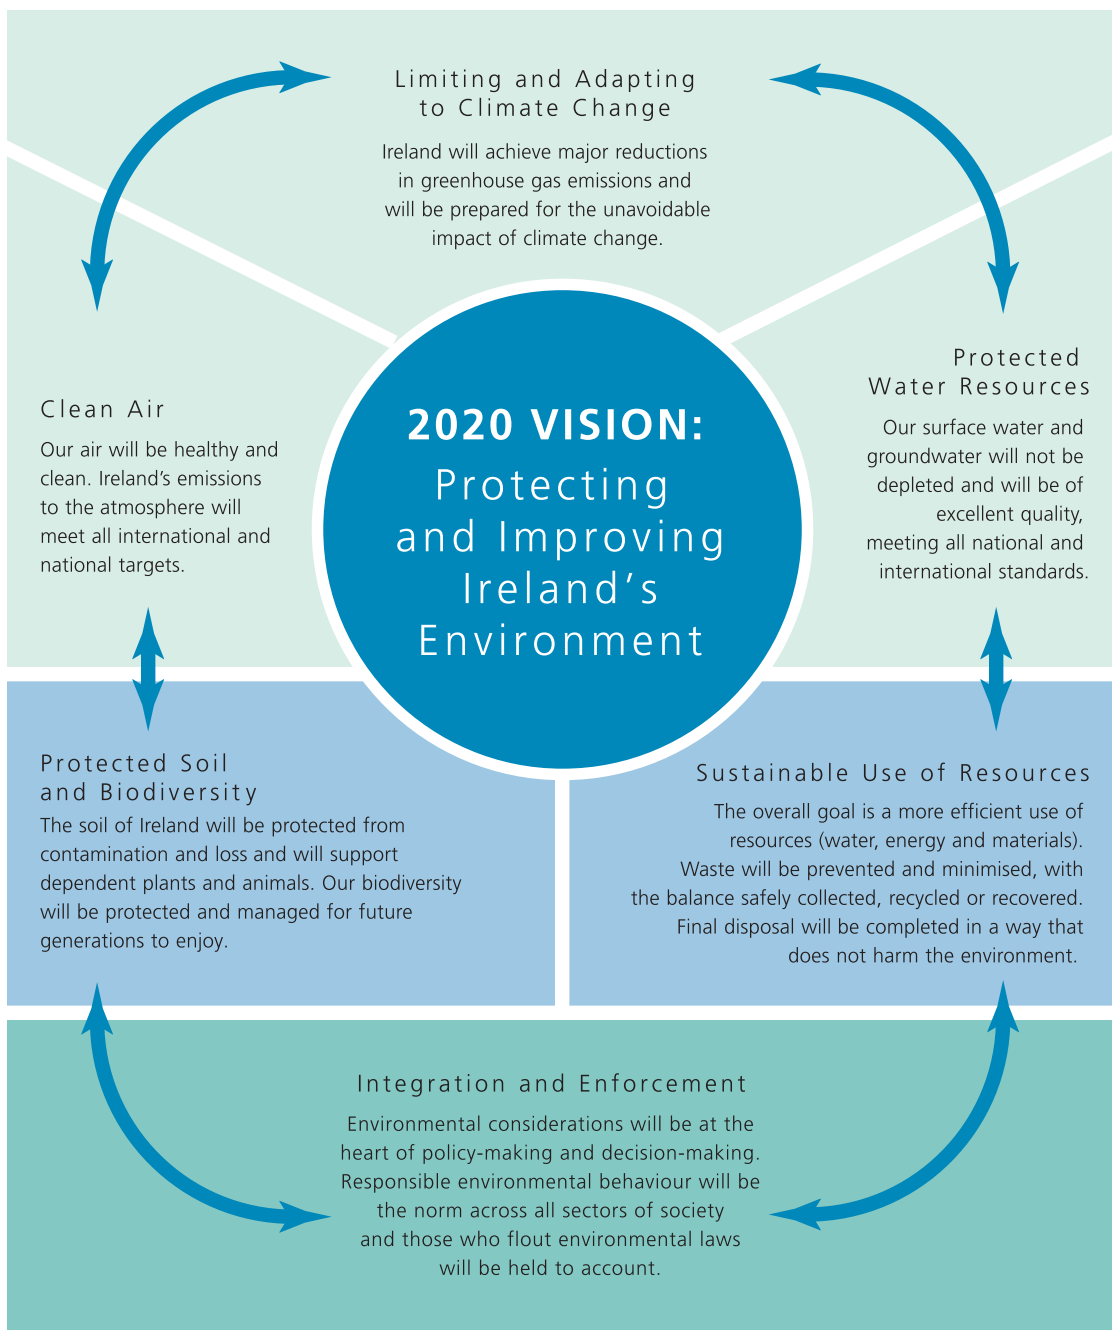 Limiting and Adapting
to Climate Change
Ireland will achieve major reductions
in greenhouse gas emissions and
will be prepared for the unavoidable
impact of climate change.
Clean Air
Our air will be healthy and
clean. Ireland’s emissions
to the atmosphere will
meet all international and
national targets.
2020 VISION:
Protecting
and Improving
Ireland’s
Environment
Protected
Water Resources
Our surface water and
groundwater will not be
depleted and will be of
excellent quality,
meeting all national and
international standards.
Protected Soil
and Biodiversity
The soil of Ireland will be protected from
contamination and loss and will support
dependent plants and animals. Our biodiversity
will be protected and managed for future
generations to enjoy.
Sustainable Use of Resources
The overall goal is a more efficient use of
resources (water, energy and materials).
Waste will be prevented and minimised, with
the balance safely collected, recycled or recovered.
Final disposal will be completed in a way that
does not harm the environment.
Integration and Enforcement
Environmental considerations will be at the
heart of policy-making and decision-making.
Responsible environmental behaviour will be
the norm across all sectors of society
and those who flout environmental laws
will be held to account.